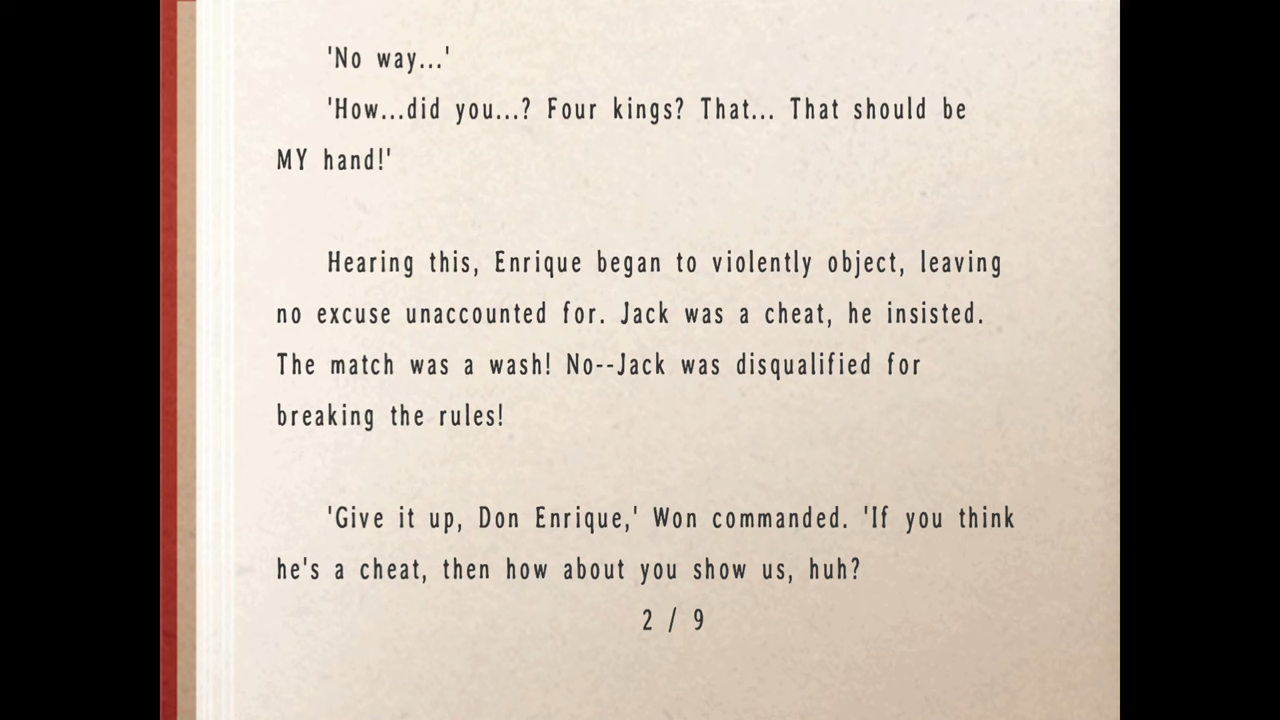 'No way...'
'How...did you...? Four kings? That... That should be
MY hand!'
Hearing this, Enrique began to violently object, leaving
no excuse unaccounted for. Jack was a cheat, he insisted.
The match was a wash! No--Jack was disqualified for
breaking the rules!
'Give it up, Don Enrique,' Won commanded. 'If you think
he's a cheat, then how about you show us, huh?
2 / 9